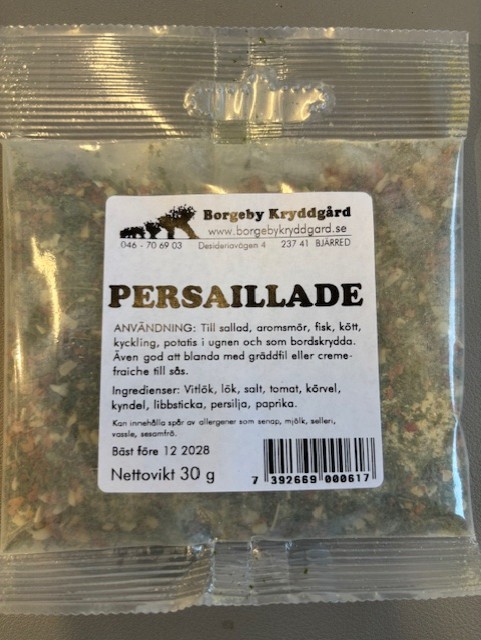 Borgeby Kryddgård
www.borgebykryddgard.se
046 - 70 69 03 Desideriavägen 4 237 41 BJÄRRED
PERSAILLADE
ANVÄNDNING: Till sallad, aromsmör, fisk, kött,
kyckling, potatis i ugnen och som bordskrydda.
Även god att blanda med gräddfil eller creme-
fraiche till sås.
Ingredienser: Vitlök, lök, salt, tomat, körvel,
kyndel, libbsticka, persilja, paprika.
Kan innehålla spår av allergener som senap, mjölk, selleri,
vassle, sesamfrö.
Bäst före 12 2028
Nettovikt 30 g
7 392669 000617